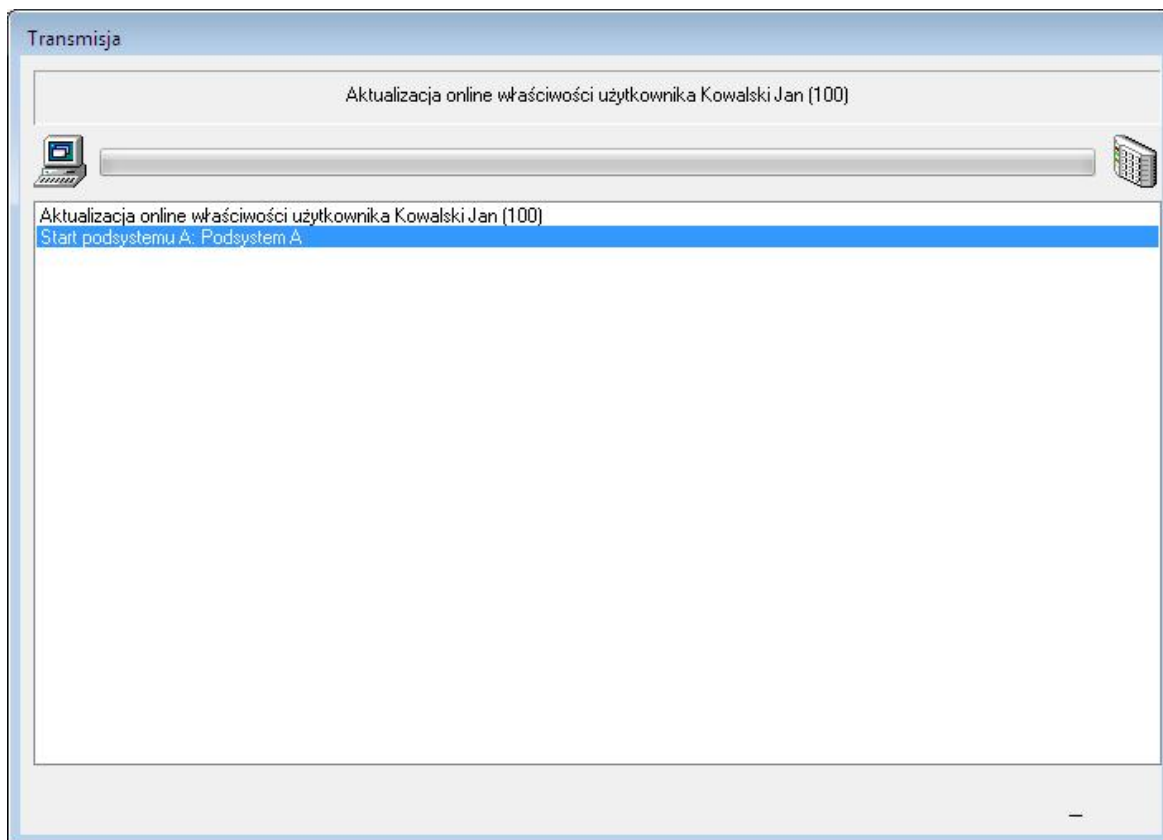 Transmisja
Aktualizacja online właściwości użytkownika Kowalski Jan (100)
Aktualizacja online właściwości użytkownika Kowalski Jan (100)
Start podsystemu A: Podsystem A